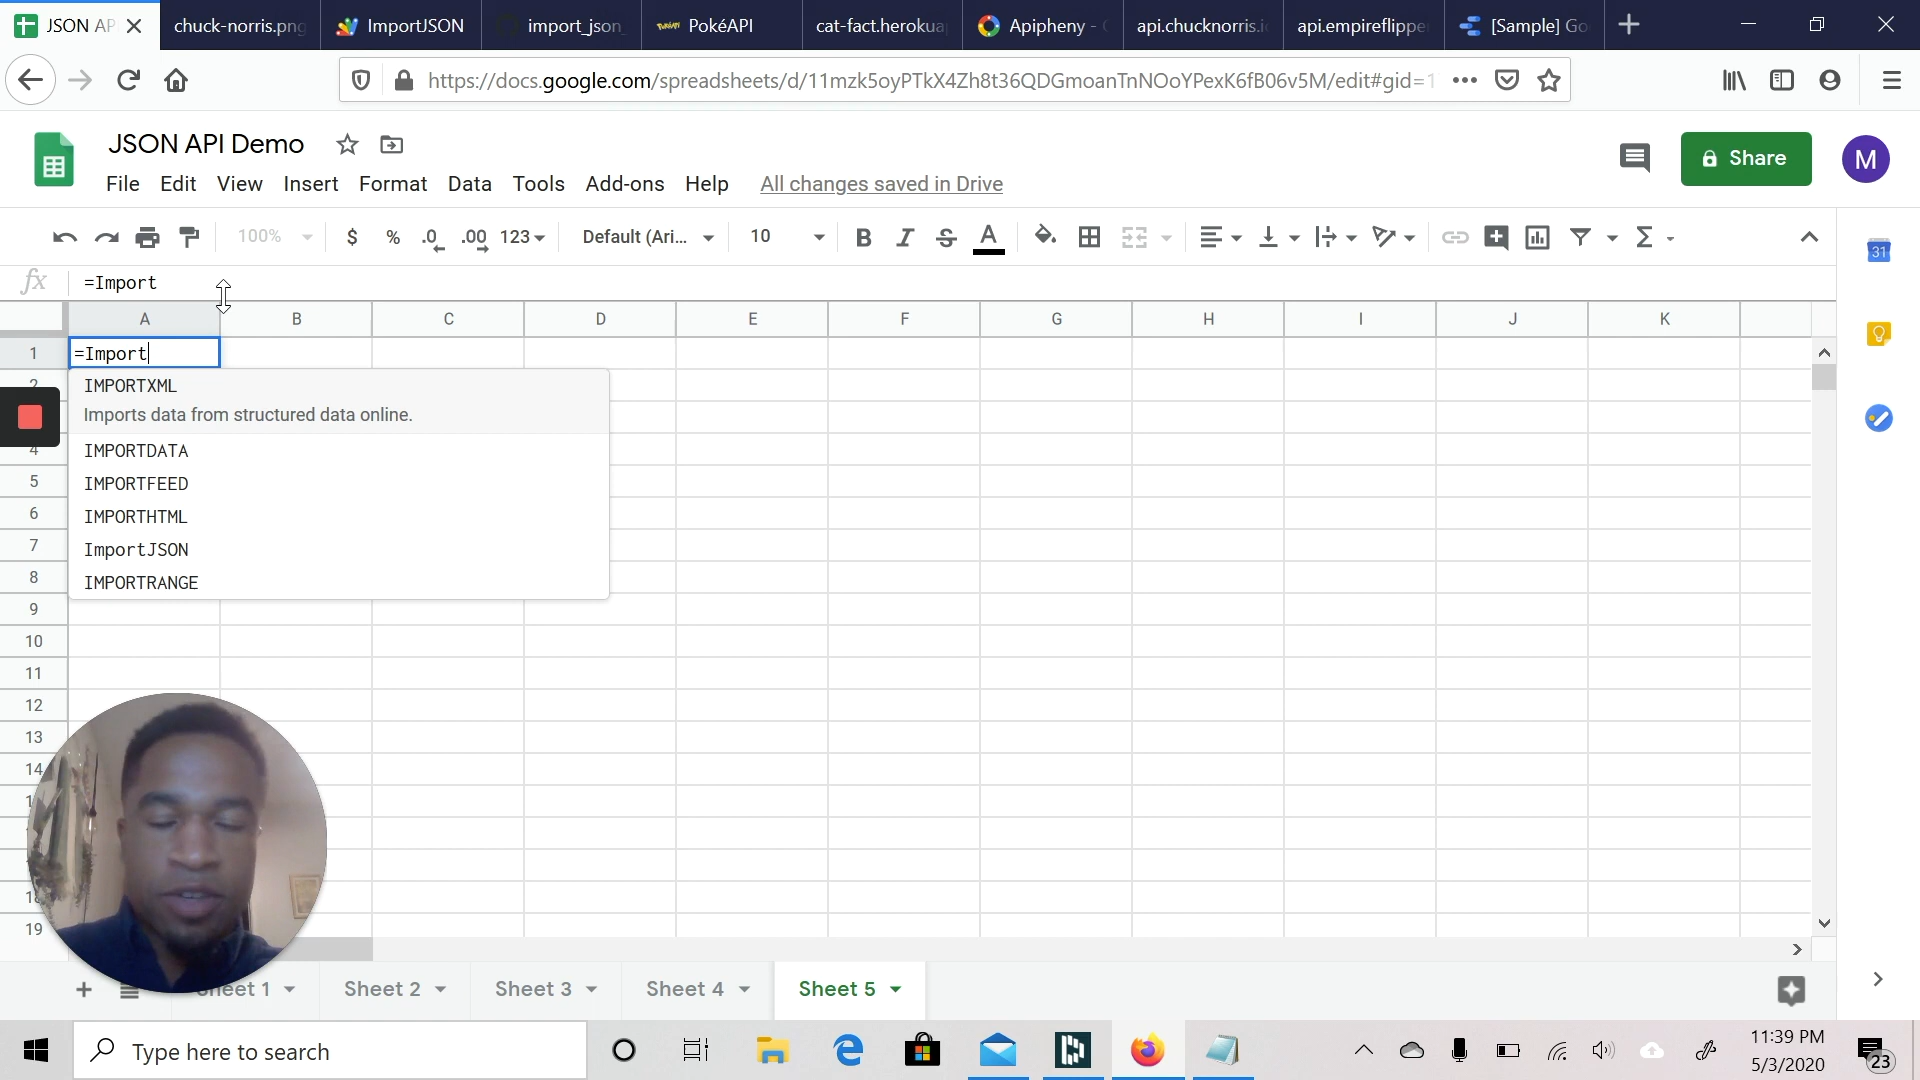 JSON AP
chuck-norris.png
ImportJSON
import_json_
PokéAPI
cat-fact.herokua
Apipheny -
api.chucknorris.i
api.empireflippe
[Sample] Go
https://docs.google.com/spreadsheets/d/11mzk5oyPTkX4Zh8t36QDGmoanTnNOoYPexK6fB06v5M/edit#gid=1
JSON API Demo
Share
M
File Edit View Insert Format Data Tools Add-ons Help All changes saved in Drive
100% $ % .0 .00 123 Default (Ari... 10 B I S A Σ
31
fx =Import
A B C D E F G H I J K
1 =Import
2
IMPORTXML
Imports data from structured data online.
4 IMPORTDATA
5 IMPORTFEED
6 IMPORTHTML
7 ImportJSON
8 IMPORTRANGE
9
10
11
12
13
14
19
Sheet 1 Sheet 2 Sheet 3 Sheet 4 Sheet 5
Type here to search
11:39 PM
5/3/2020
23